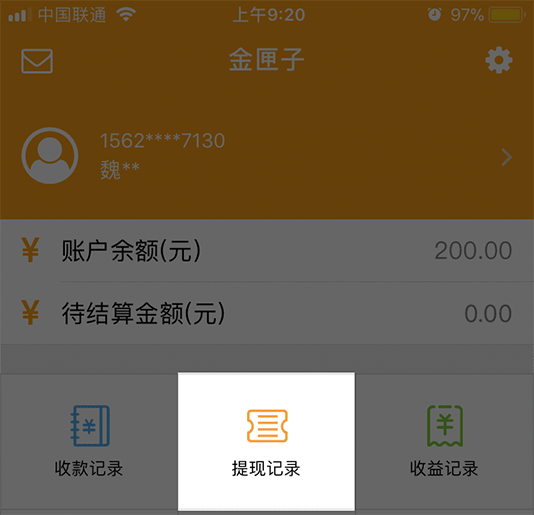 中国联通 上午9:20 97%
金匣子
1562****7130
魏**
¥ 账户余额(元) 200.00
¥ 待结算金额(元) 0.00
¥ ¥
收款记录 提现记录 收益记录